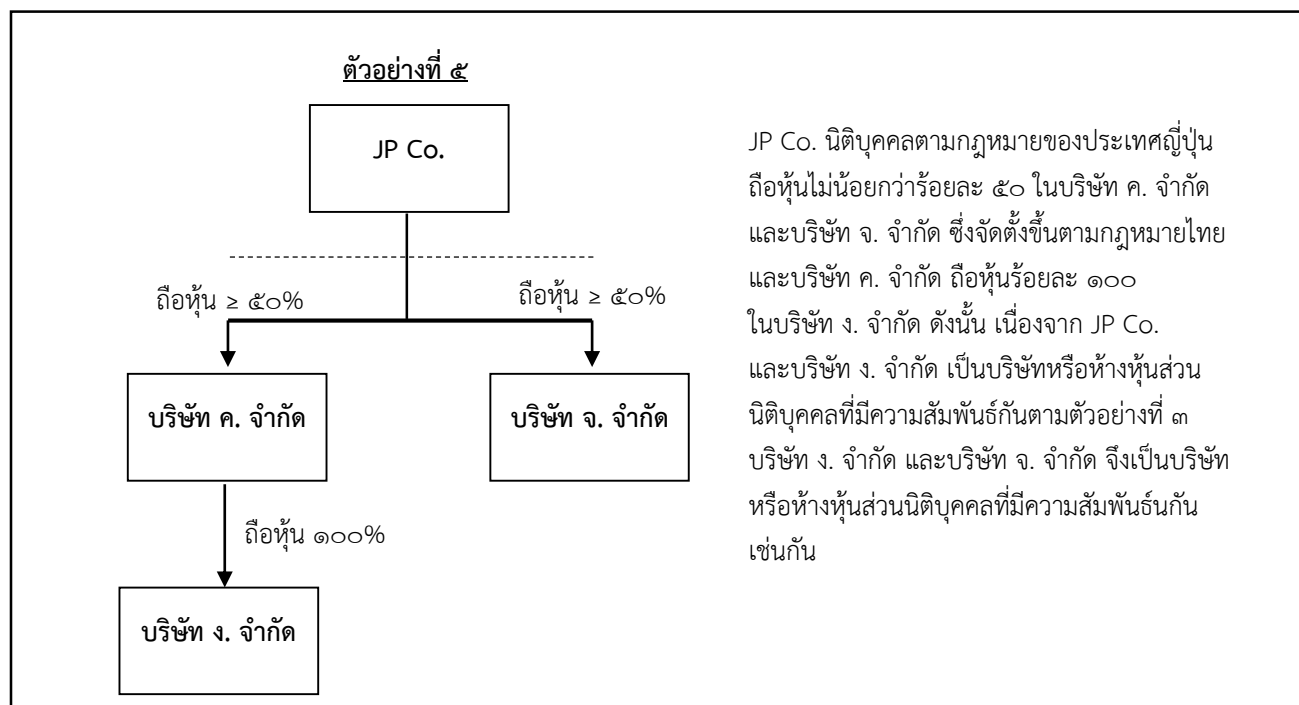 ตัวอย่างที่ ๕
JP Co.
ถือหุ้น ≥ ๕๐%
ถือหุ้น ≥ ๕๐%
บริษัท ค. จำกัด
บริษัท จ. จำกัด
ถือหุ้น ๑๐๐%
บริษัท ง. จำกัด
JP Co. นิติบุคคลตามกฎหมายของประเทศญี่ปุ่น
ถือหุ้นไม่น้อยกว่าร้อยละ ๕๐ ในบริษัท ค. จำกัด
และบริษัท จ. จำกัด ซึ่งจัดตั้งขึ้นตามกฎหมายไทย
และบริษัท ค. จำกัด ถือหุ้นร้อยละ ๑๐๐
ในบริษัท ง. จำกัด ดังนั้น เนื่องจาก JP Co.
และบริษัท ง. จำกัด เป็นบริษัทหรือห้างหุ้นส่วน
นิติบุคคลที่มีความสัมพันธ์กันตามตัวอย่างที่ ๓
บริษัท ง. จำกัด และบริษัท จ. จำกัด จึงเป็นบริษัท
หรือห้างหุ้นส่วนนิติบุคคลที่มีความสัมพันธ์นกัน
เช่นกัน